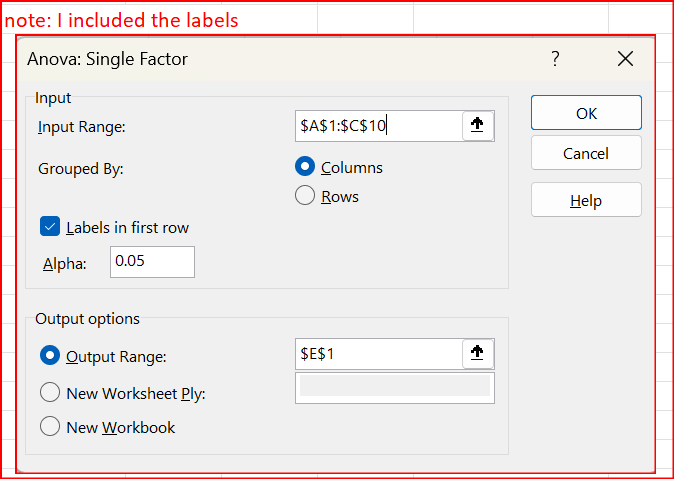 note: I included the labels
Anova: Single Factor
?
Input
Input Range:
$A$1:$C$10
OK
Grouped By:
Columns
Cancel
Rows
Help
Labels in first row
Alpha:
0.05
Output options
Output Range:
$E$1
New Worksheet Ply:
New Workbook